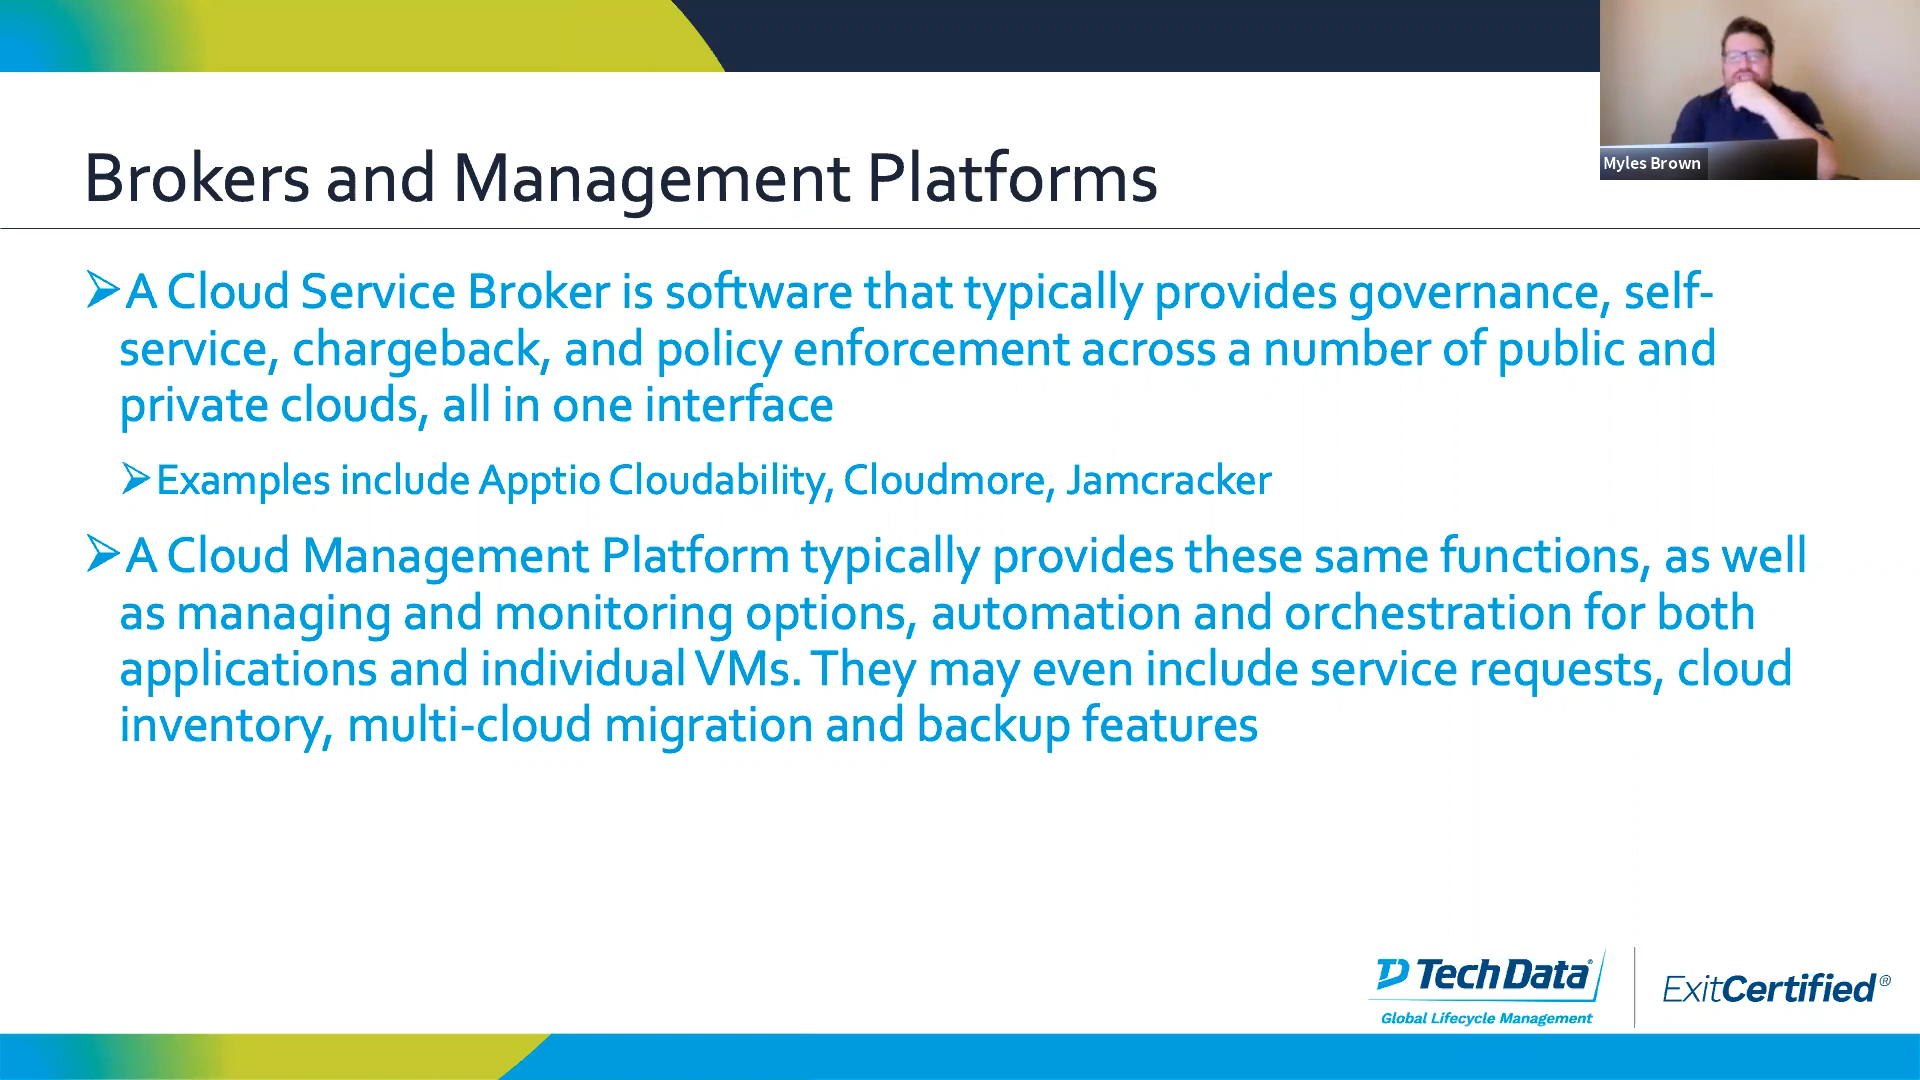 Myles Brown
Brokers and Management Platforms
➢A Cloud Service Broker is software that typically provides governance, self-
service, chargeback, and policy enforcement across a number of public and
private clouds, all in one interface
➢Examples include Apptio Cloudability, Cloudmore, Jamcracker
➢A Cloud Management Platform typically provides these same functions, as well
as managing and monitoring options, automation and orchestration for both
applications and individual VMs. They may even include service requests, cloud
inventory, multi-cloud migration and backup features
TD Tech Data®
Global Lifecycle Management
ExitCertified®